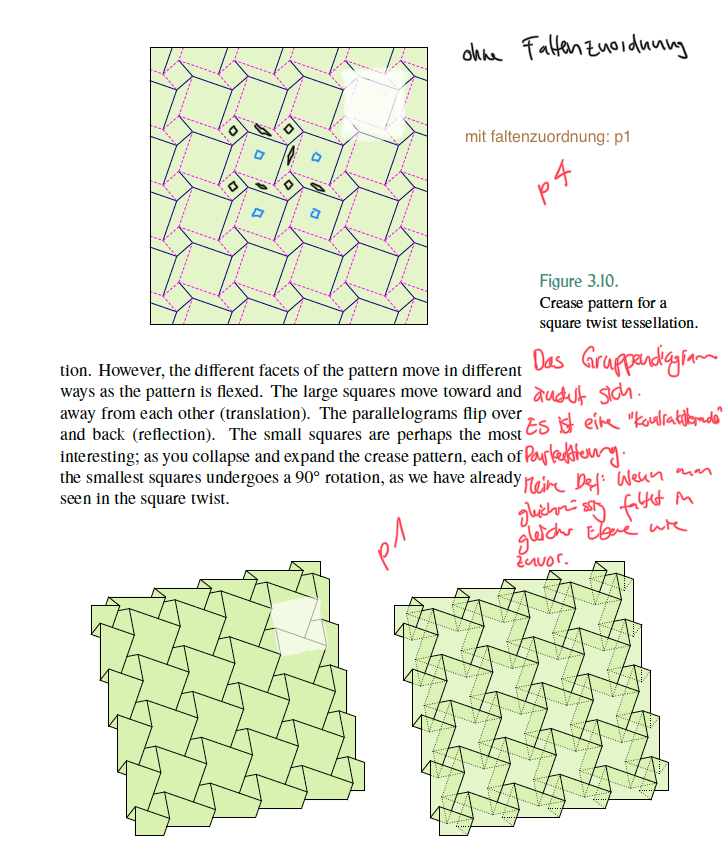 ohne Faltenzuordnung
mit faltenzuordnung: p1
p4
Figure 3.10.
Crease pattern for a
square twist tessellation.
tion. However, the different facets of the pattern move in different
ways as the pattern is flexed. The large squares move toward and
away from each other (translation). The parallelograms flip over
and back (reflection). The small squares are perhaps the most
interesting; as you collapse and expand the crease pattern, each of
the smallest squares undergoes a 90° rotation, as we have already
seen in the square twist.
Das Gruppendiagram
ändert sich.
Es ist eine
Parkettierung.
Meine Def: Wenn man
gleichmässig faltet in
gleicher Ebene wie
zuvor.
p1